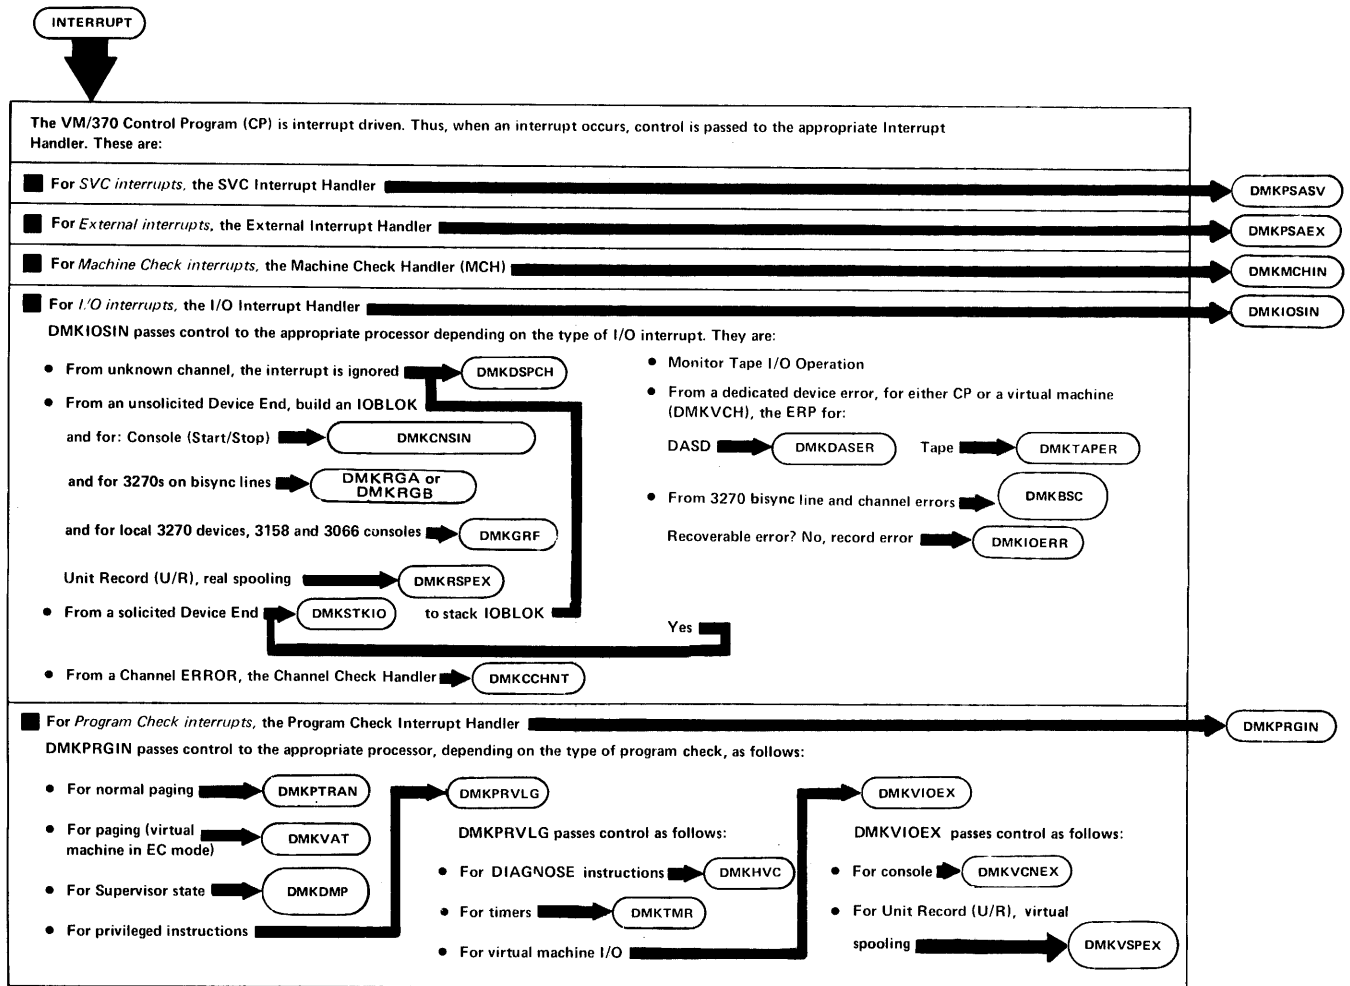 INTERRUPT
The VM/370 Control Program (CP) is interrupt driven. Thus, when an interrupt occurs, control is passed to the appropriate Interrupt
Handler. These are:
For SVC interrupts, the SVC Interrupt Handler
DMKPSASV
For External interrupts, the External Interrupt Handler
DMKPSAEX
For Machine Check interrupts, the Machine Check Handler (MCH)
DMKMCHIN
For I/O interrupts, the I/O Interrupt Handler
DMKIOSIN
DMKIOSIN passes control to the appropriate processor depending on the type of I/O interrupt. They are:
• From unknown channel, the interrupt is ignored
DMKDSPCH
• From an unsolicited Device End, build an IOBLOK
and for: Console (Start/Stop)
DMKCNSIN
and for 3270s on bisync lines
DMKRGA or
DMKRGB
and for local 3270 devices, 3158 and 3066 consoles
DMKGRF
Unit Record (U/R), real spooling
DMKRSPEX
• From a solicited Device End
DMKSTKIO
to stack IOBLOK
• From a Channel ERROR, the Channel Check Handler
DMKCCHNT
• Monitor Tape I/O Operation
• From a dedicated device error, for either CP or a virtual machine
(DMKVCH), the ERP for:
DASD
DMKDASER
Tape
DMKTAPER
• From 3270 bisync line and channel errors
DMKBSC
Recoverable error? No, record error
DMKIOERR
Yes
For Program Check interrupts, the Program Check Interrupt Handler
DMKPRGIN
DMKPRGIN passes control to the appropriate processor, depending on the type of program check, as follows:
• For normal paging
DMKPTRAN
• For paging (virtual
machine in EC mode)
DMKVAT
• For Supervisor state
DMKDMP
• For privileged instructions
DMKPRVLG
DMKPRVLG passes control as follows:
• For DIAGNOSE instructions
DMKHVC
• For timers
DMKTMR
• For virtual machine I/O
DMKVIOEX
DMKVIOEX passes control as follows:
• For console
DMKVCNEX
• For Unit Record (U/R), virtual
spooling
DMKVSPEX